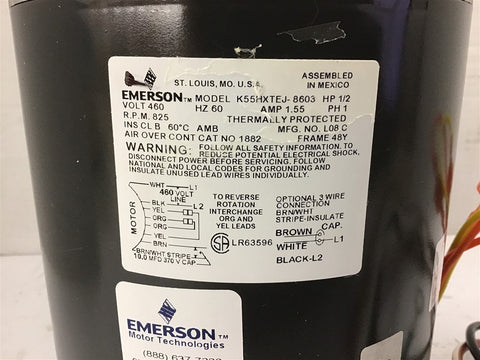 ST. LOUIS, MO. U.S.A.
ASSEMBLED
IN MEXICO
EMERSON™ MODEL K55HXTEJ-8603 HP 1/2
VOLT 460 HZ 60 AMP 1.55 PH 1
R.P.M. 825 THERMALLY PROTECTED
INS CL B 60°C AMB MFG. NO. L08 C
AIR OVER CONT CAT NO 1882 FRAME 48Y
WARNING: FOLLOW ALL SAFETY INFORMATION. TO
REDUCE POTENTIAL ELECTRICAL SHOCK,
DISCONNECT POWER BEFORE SERVICING. FOLLOW
NATIONAL AND LOCAL CODES FOR GROUNDING AND
INSULATE UNUSED LEAD WIRES INDIVIDUALLY.
MOTOR
WHT L1
460 VOLT
LINE
BLK L2
YEL
ORG
ORG
YEL
BRN
BRN/WHT STRIPE
10.0 MFD 370 V CAP
TO REVERSE
ROTATION
INTERCHANGE
ORG AND
YEL LEADS
SA LR63596
OPTIONAL 3 WIRE
CONNECTION
BRN/WHT
STRIPE-INSULATE
BROWN CAP.
WHITE L1
BLACK-L2
EMERSON™
Motor Technologies